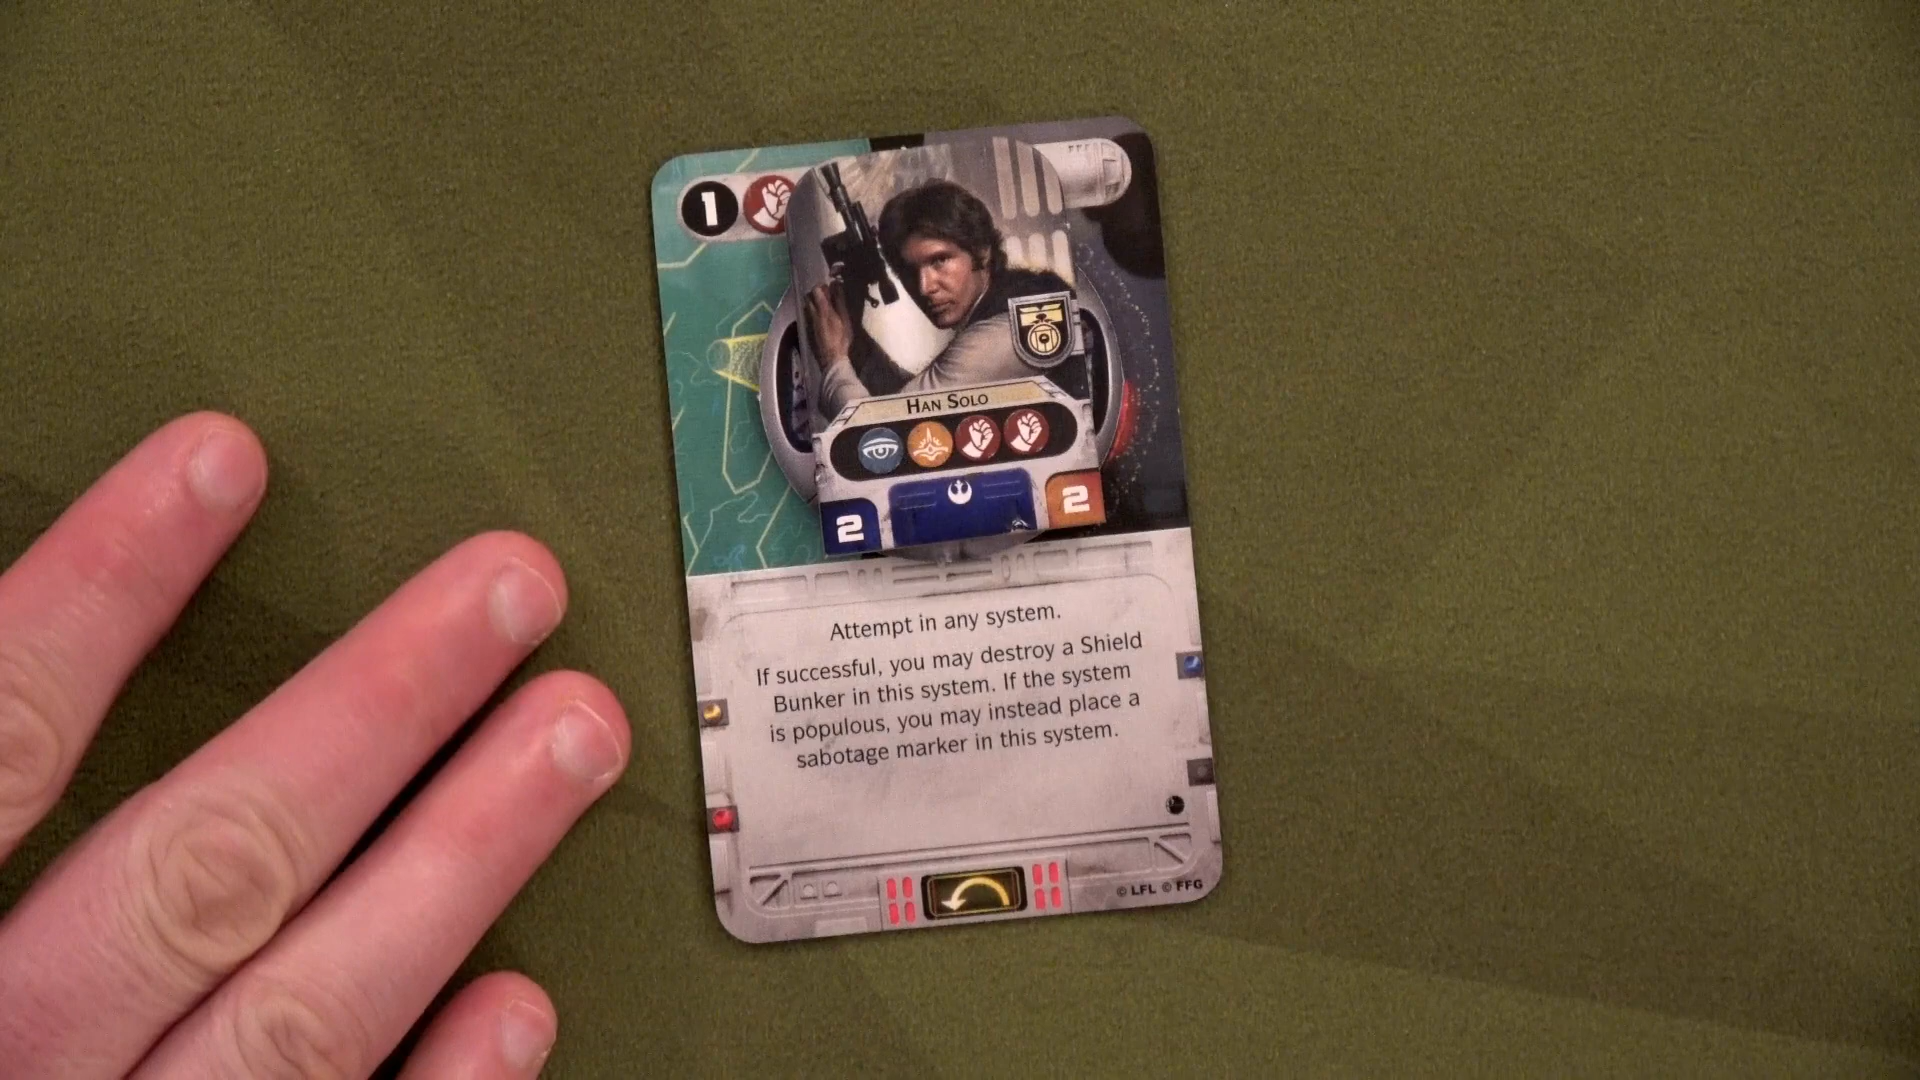 1
HAN SOLO
2 2
Attempt in any system.
If successful, you may destroy a Shield
Bunker in this system. If the system
is populous, you may instead place a
sabotage marker in this system.
© LFL © FFG